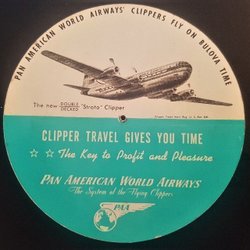 PAN AMERICAN WORLD AIRWAYS' CLIPPERS FLY ON BULOVA TIME
The new DOUBLE DECKED "Strato" Clipper
CLIPPER TRAVEL GIVES YOU TIME
The Key to Profit and Pleasure
PAN AMERICAN WORLD AIRWAYS
The System of the Flying Clippers
PAA